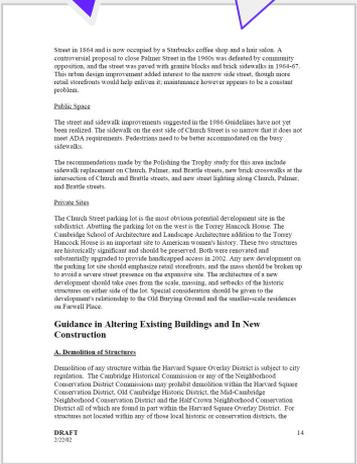 Street in 1864 and is now occupied by a Starbucks coffee shop and a hair salon. A
controversial proposal to close Palmer Street in the 1960s was defeated by community
opposition, and the street was paved with granite blocks and brick sidewalks in 1964-67.
This urban design improvement added interest to the narrow side street, though more
retail storefronts would help enliven it; maintenance however appears to be a constant
problem.
Public Space
The street and sidewalk improvements suggested in the 1986 Guidelines have not yet
been realized. The sidewalk on the east side of Church Street is so narrow that it does not
meet ADA requirements. Pedestrians need to be better accommodated on the busy
sidewalks.
The recommendations made by the Polishing the Trophy study for this area include
sidewalk replacement on Church, Palmer, and Brattle streets, new brick crosswalks at the
intersection of Church and Brattle streets, and new street lighting along Church, Palmer,
and Brattle streets.
Private Sites
The Church Street parking lot is the most obvious potential development site in the
subdistrict. Abutting the parking lot on the west is the Torrey Hancock House. The
Cambridge School of Architecture and Landscape Architecture addition to the Torrey
Hancock House is an important site to American women's history. These two structures
are historically significant and should be preserved. Both were renovated and
substantially upgraded to provide handicapped access in 2002. Any new development on
the parking lot site should emphasize retail storefronts, and the mass should be broken up
to avoid a severe street presence on the expansive site. The architecture of a new
development should take cues from the scale, massing, and setbacks of the historic
structures on either side of the lot. Special consideration should be given to the
development's relationship to the Old Burying Ground and the smaller-scale residences
on Farwell Place.
Guidance in Altering Existing Buildings and In New
Construction
A. Demolition of Structures
Demolition of any structure within the Harvard Square Overlay District is subject to city
regulation. The Cambridge Historical Commission or any of the Neighborhood
Conservation District Commissions may prohibit demolition within the Harvard Square
Conservation District, Old Cambridge Historic District, the Mid-Cambridge
Neighborhood Conservation District and the Half Crown Neighborhood Conservation
District all of which are found in part within the Harvard Square Overlay District. For
structures not located within any of those local historic or conservation districts, the
DRAFT 14
2/22/02